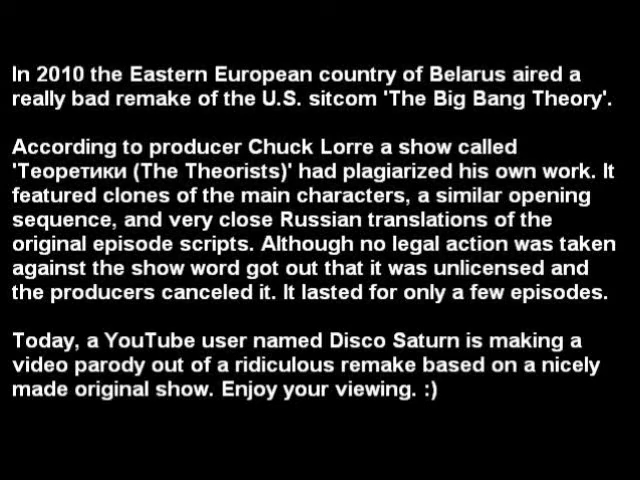 In 2010 the Eastern European country of Belarus aired a
really bad remake of the U.S. sitcom 'The Big Bang Theory'.
According to producer Chuck Lorre a show called
'Теоретики (The Theorists)' had plagiarized his own work. It
featured clones of the main characters, a similar opening
sequence, and very close Russian translations of the
original episode scripts. Although no legal action was taken
against the show word got out that it was unlicensed and
the producers canceled it. It lasted for only a few episodes.
Today, a YouTube user named Disco Saturn is making a
video parody out of a ridiculous remake based on a nicely
made original show. Enjoy your viewing. :)